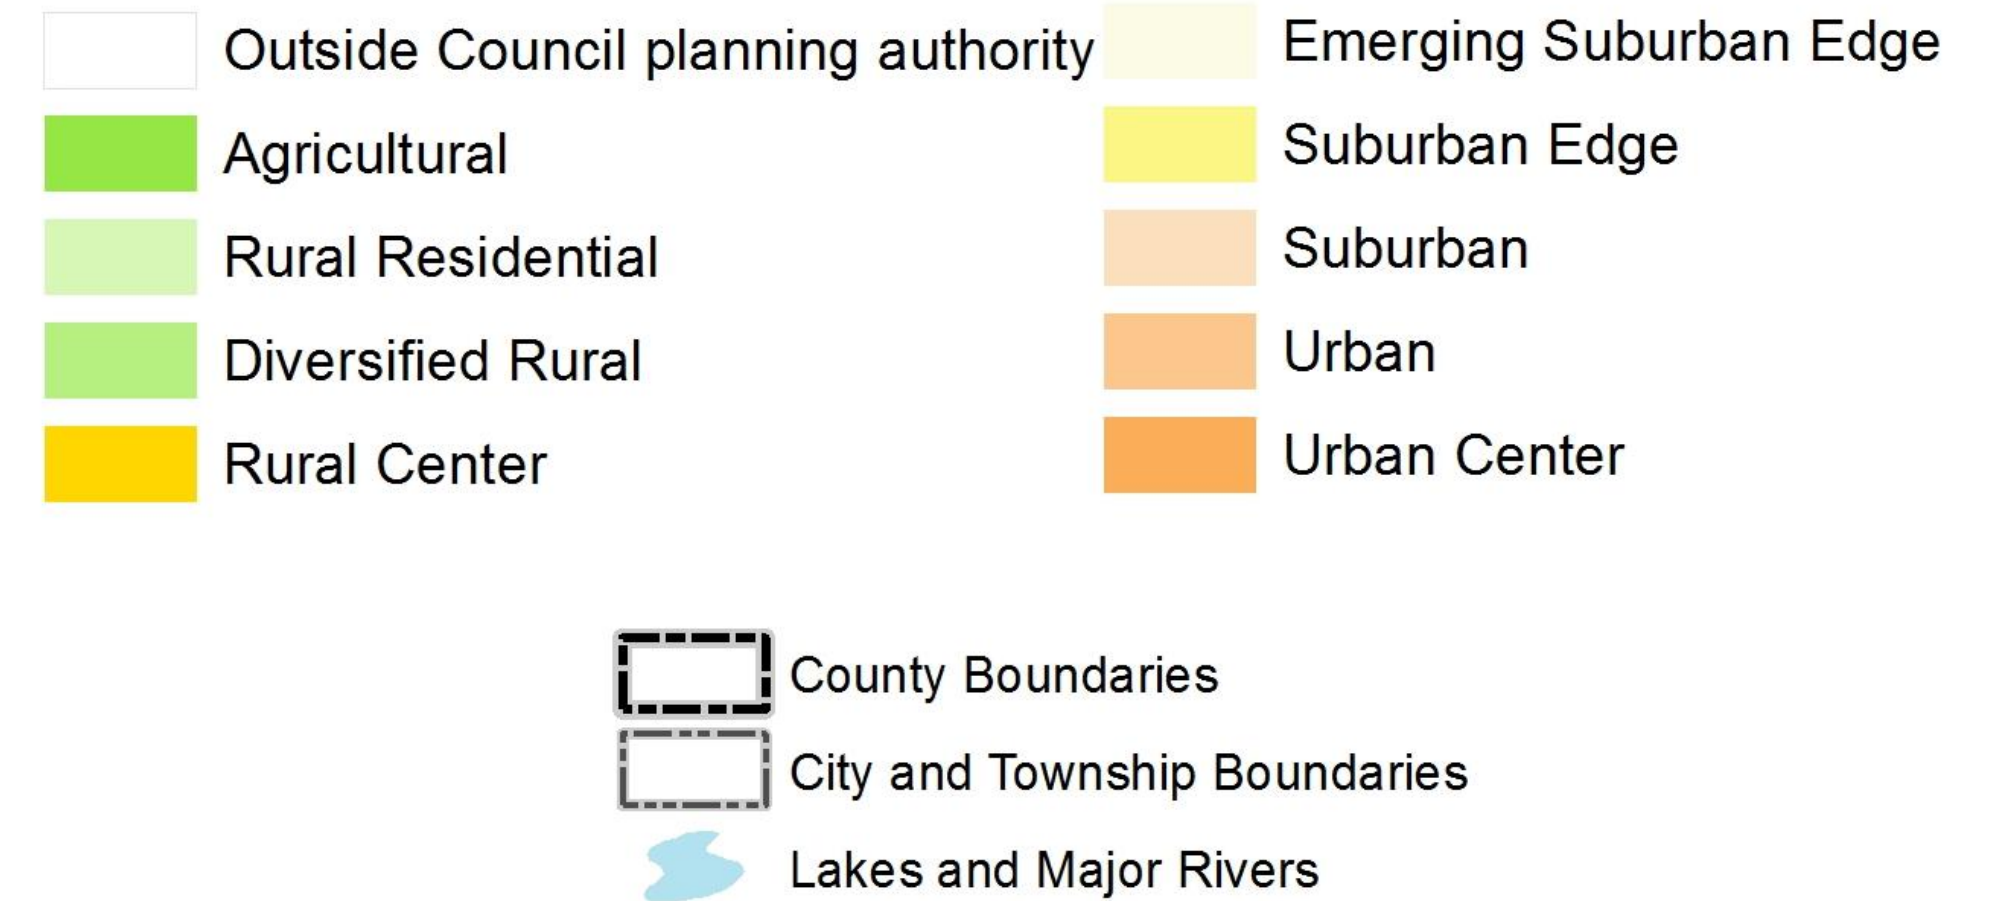 Outside Council planning authority
Agricultural
Rural Residential
Diversified Rural
Rural Center
Emerging Suburban Edge
Suburban Edge
Suburban
Urban
Urban Center
County Boundaries
City and Township Boundaries
Lakes and Major Rivers